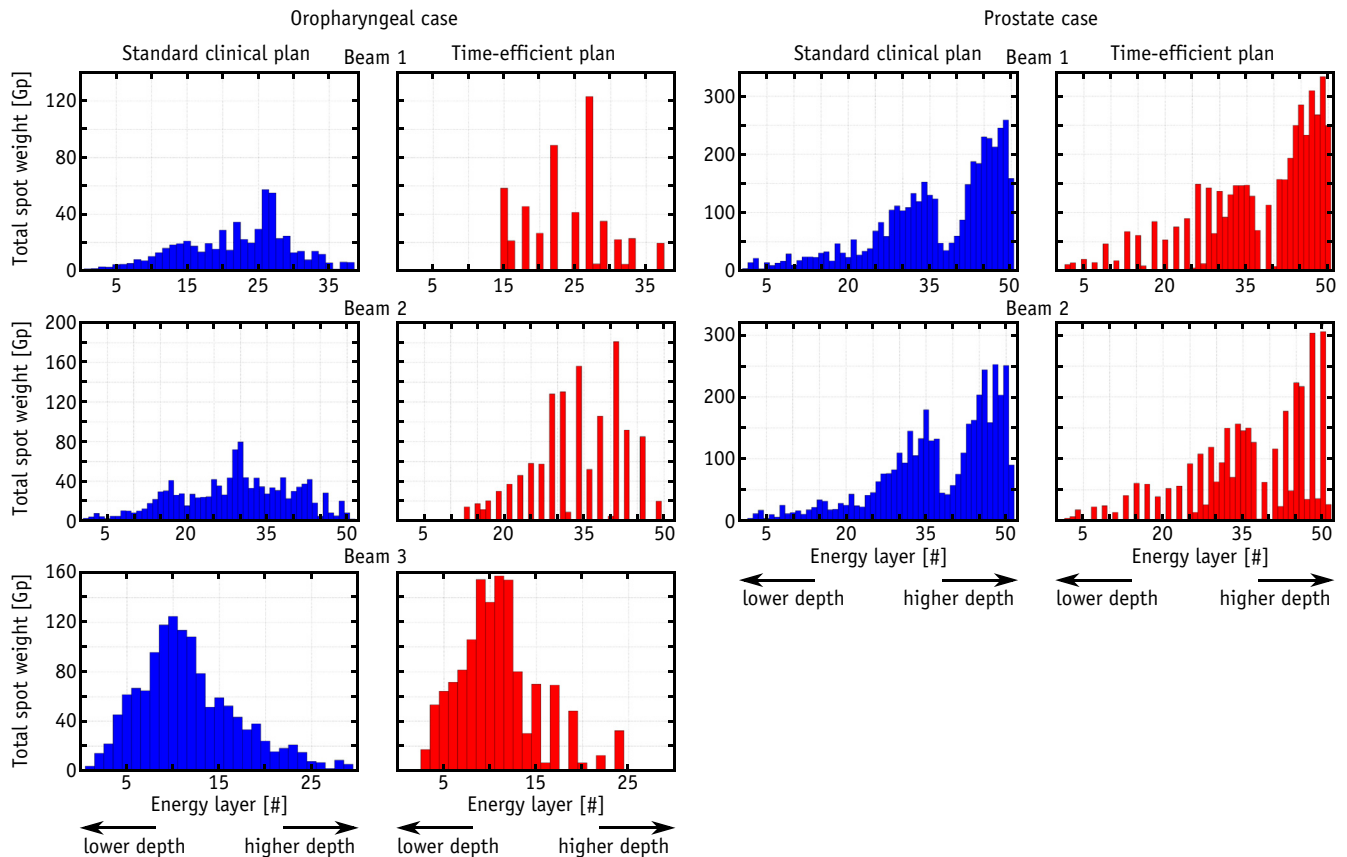 Oropharyngeal case Prostate case
Standard clinical plan Beam 1 Time-efficient plan Standard clinical plan Beam 1 Time-efficient plan
Total spot weight [Gp]
120
80
40
0
5 15 25 35
5 15 25 35
Total spot weight [Gp]
300
200
100
0
5 20 35 50
5 20 35 50
Beam 2 Beam 2
Total spot weight [Gp]
200
160
120
80
40
0
5 20 35 50
5 20 35 50
300
200
100
0
5 20 35 50
5 20 35 50
Energy layer [#] Energy layer [#]
lower depth higher depth lower depth higher depth
Beam 3
Total spot weight [Gp]
160
120
80
40
0
5 15 25
5 15 25
Energy layer [#] Energy layer [#]
lower depth higher depth lower depth higher depth